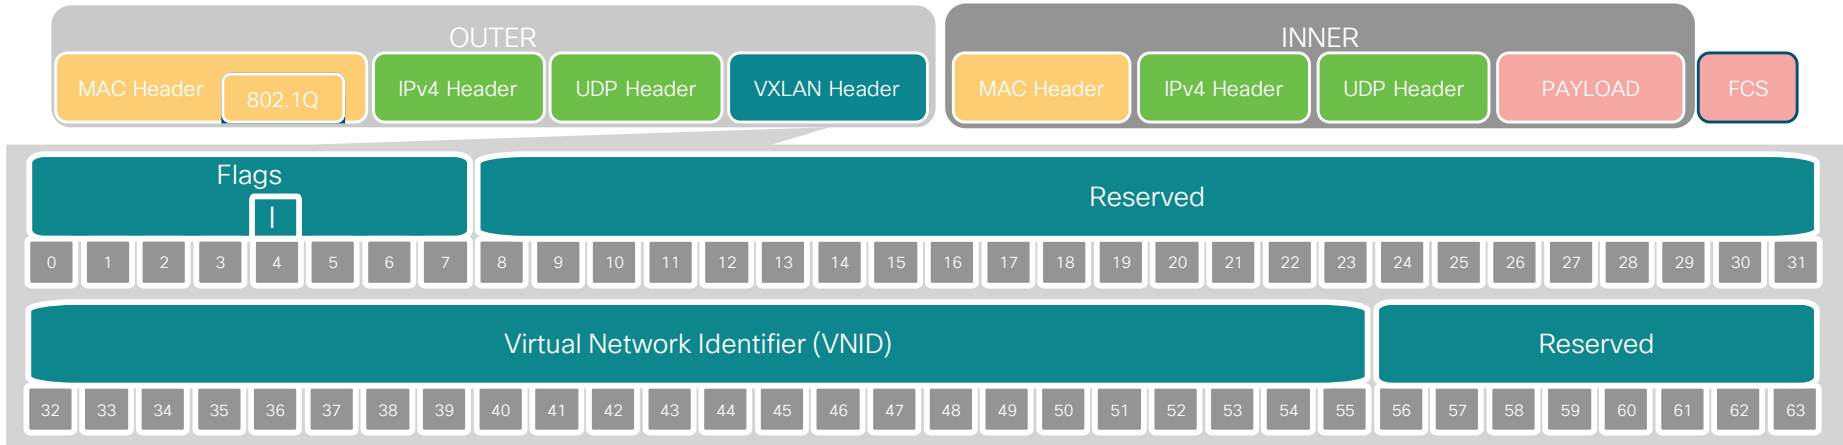 OUTER INNER
MAC Header 802.1Q IPv4 Header UDP Header VXLAN Header MAC Header IPv4 Header UDP Header PAYLOAD FCS
Flags Reserved
I
0 1 2 3 4 5 6 7 8 9 10 11 12 13 14 15 16 17 18 19 20 21 22 23 24 25 26 27 28 29 30 31
Virtual Network Identifier (VNID) Reserved
32 33 34 35 36 37 38 39 40 41 42 43 44 45 46 47 48 49 50 51 52 53 54 55 56 57 58 59 60 61 62 63